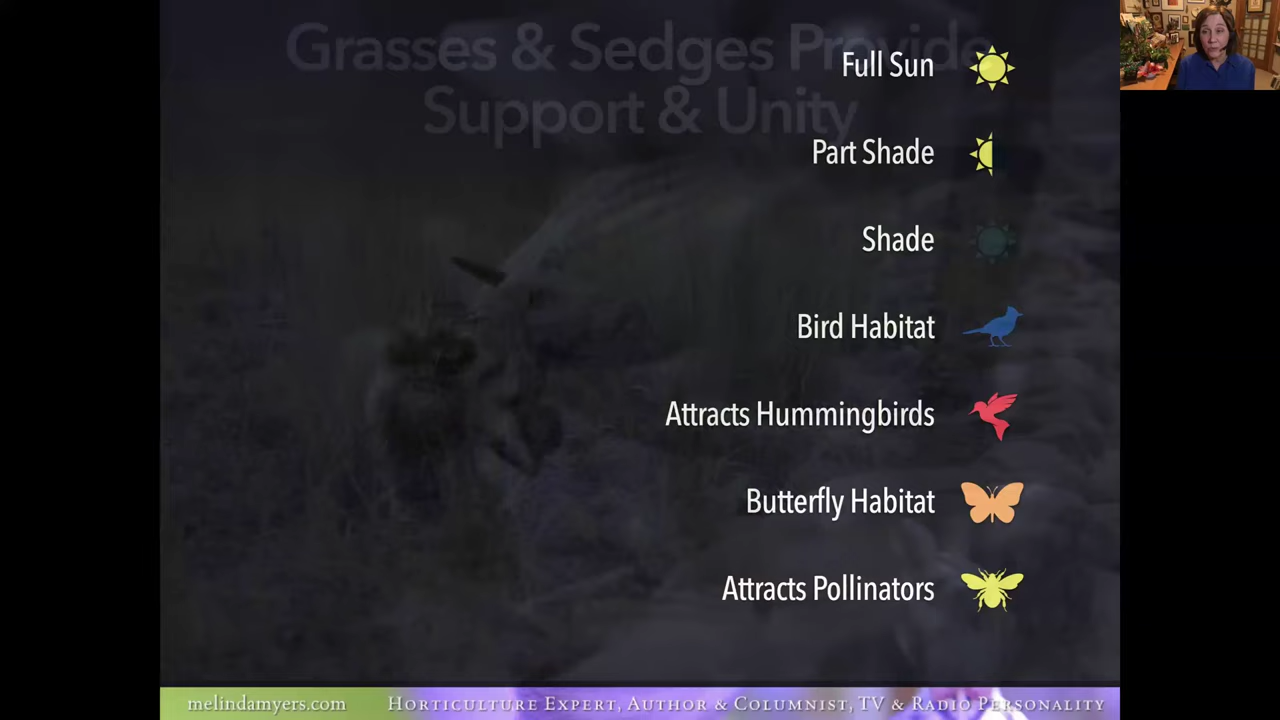 Grasses & Sedges Provide
Support & Unity
Full Sun
Part Shade
Shade
Bird Habitat
Attracts Hummingbirds
Butterfly Habitat
Attracts Pollinators
melindamyers.com
Horticulture Expert, Author & Columnist, TV & Radio Personality